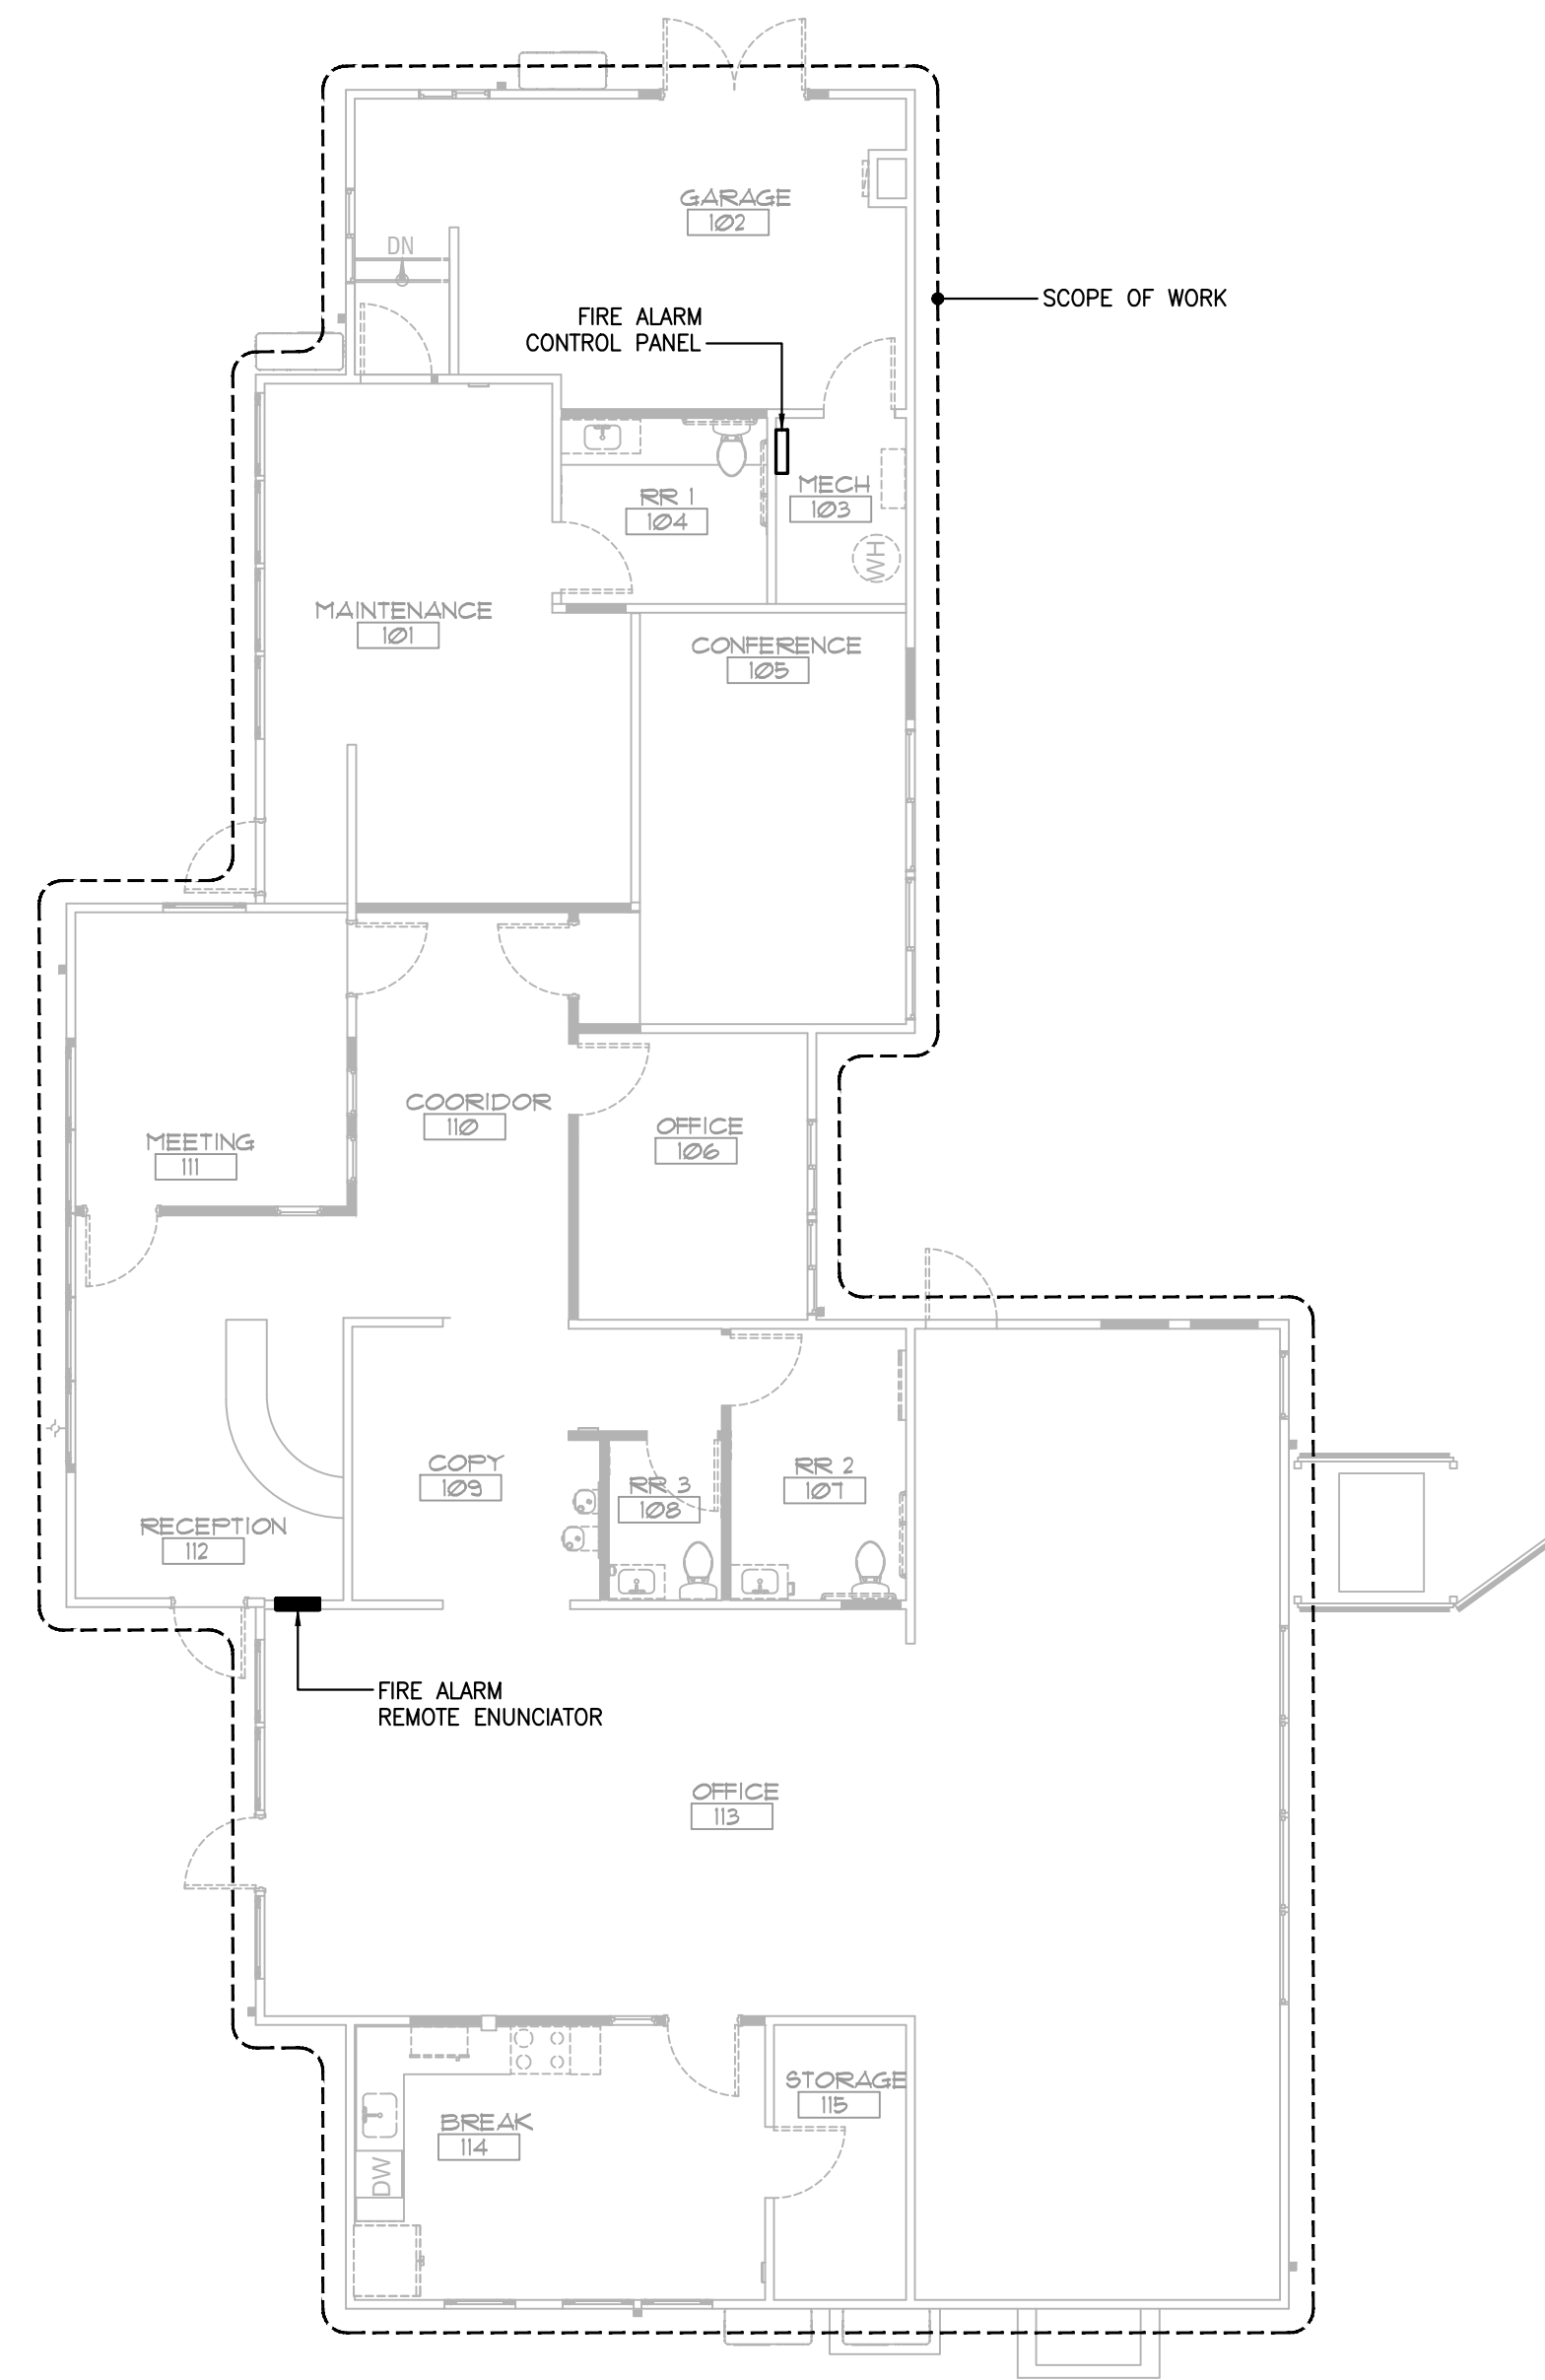 GARAGE
102
DN
SCOPE OF WORK
FIRE ALARM
CONTROL PANEL
MECH
103
RR 1
104
WH
MAINTENANCE
101
CONFERENCE
105
COORIDOR
110
OFFICE
106
MEETING
111
COPY
109
RR 3
108
RR 2
107
RECEPTION
112
FIRE ALARM
REMOTE ENUNCIATOR
OFFICE
113
STORAGE
115
BREAK
114
DW